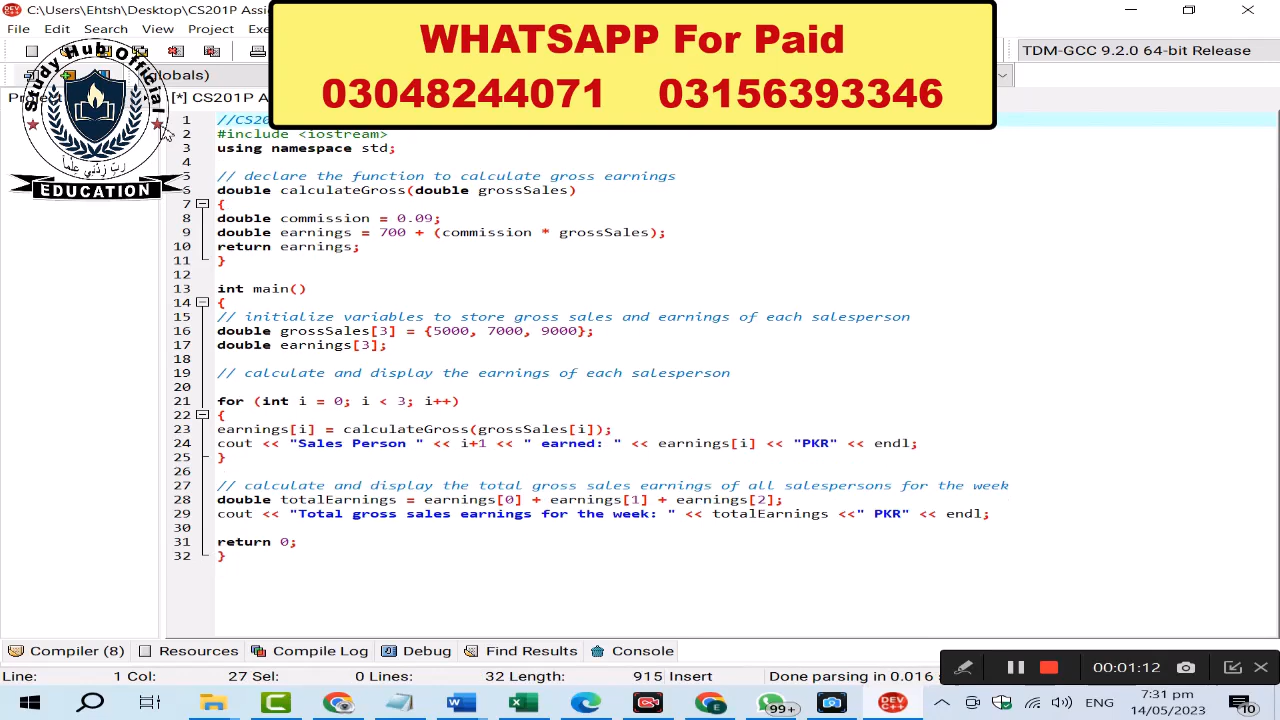 C:\Users\Ehtsh\Desktop\CS201P Assi
WHATSAPP For Paid
03048244071 03156393346
File Edit Search View Project Exe
TDM-GCC 9.2.0 64-bit Release
globals)
[*] CS201P A
Study Hub Official
EDUCATION
1 //CS20
2 #include <iostream>
3 using namespace std;
4
5 // declare the function to calculate gross earnings
6 double calculateGross(double grossSales)
7 {
8 double commission = 0.09;
9 double earnings = 700 + (commission * grossSales);
10 return earnings;
11 }
12
13 int main()
14 {
15 // initialize variables to store gross sales and earnings of each salesperson
16 double grossSales[3] = {5000, 7000, 9000};
17 double earnings[3];
18
19 // calculate and display the earnings of each salesperson
20
21 for (int i = 0; i < 3; i++)
22 {
23 earnings[i] = calculateGross(grossSales[i]);
24 cout << "Sales Person " << i+1 << " earned: " << earnings[i] << "PKR" << endl;
25 }
26
27 // calculate and display the total gross sales earnings of all salespersons for the week
28 double totalEarnings = earnings[0] + earnings[1] + earnings[2];
29 cout << "Total gross sales earnings for the week: " << totalEarnings <<" PKR" << endl;
30
31 return 0;
32 }
Compiler (8) Resources Compile Log Debug Find Results Console
Line: 1 Col: 27 Sel: 0 Lines: 32 Length: 915 Insert Done parsing in 0.016 s
00:01:12
99+
DEV C++
ENG
7:31 pm
14/05/2023
10